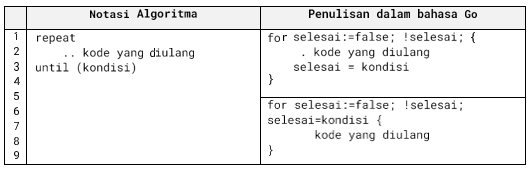 Notasi Algoritma
Penulisan dalam bahasa Go
1
2
3
4
5
6
7
8
9
repeat
.. kode yang diulang
until (kondisi)
for selesai:=false; !selesai; {
. kode yang diulang
selesai = kondisi
}
for selesai:=false; !selesai;
selesai=kondisi {
kode yang diulang
}